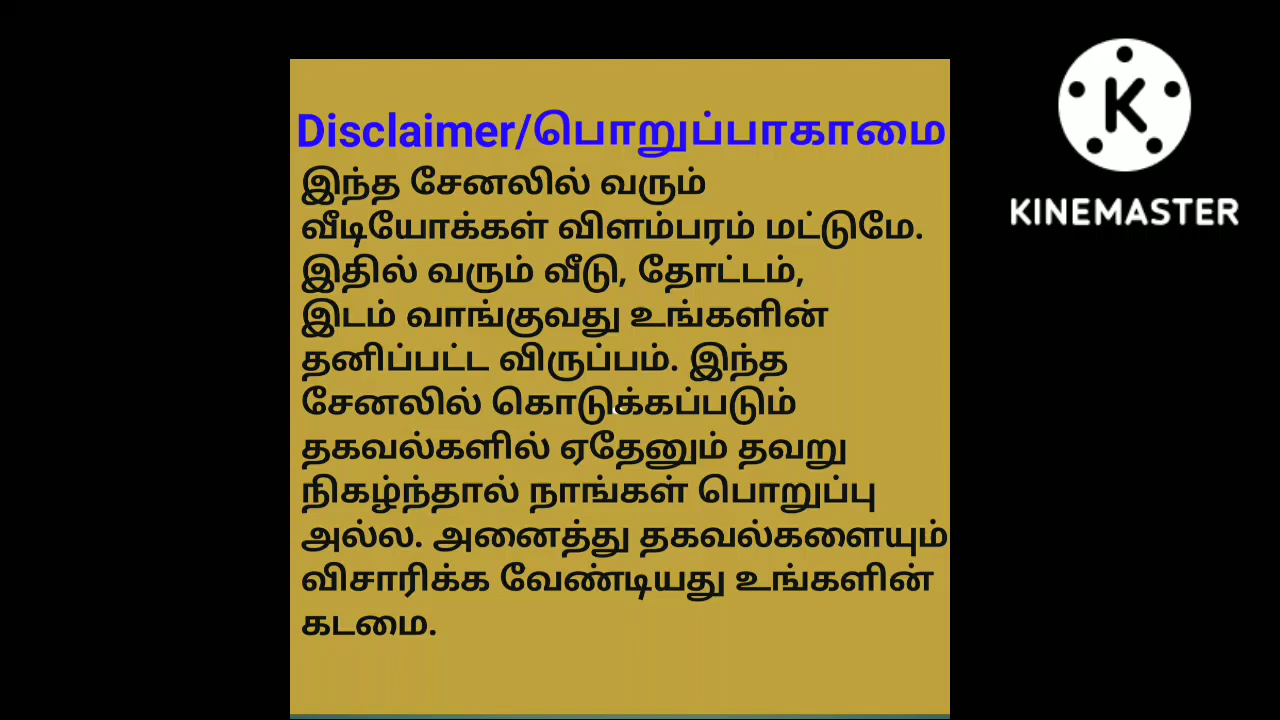 Disclaimer/பொறுப்பாகாமை
இந்த சேனலில் வரும்
வீடியோக்கள் விளம்பரம் மட்டுமே.
இதில் வரும் வீடு, தோட்டம்,
இடம் வாங்குவது உங்களின்
தனிப்பட்ட விருப்பம். இந்த
சேனலில் கொடுக்கப்படும்
தகவல்களில் ஏதேனும் தவறு
நிகழ்ந்தால் நாங்கள் பொறுப்பு
அல்ல. அனைத்து தகவல்களையும்
விசாரிக்க வேண்டியது உங்களின்
கடமை.
K
KINEMASTER